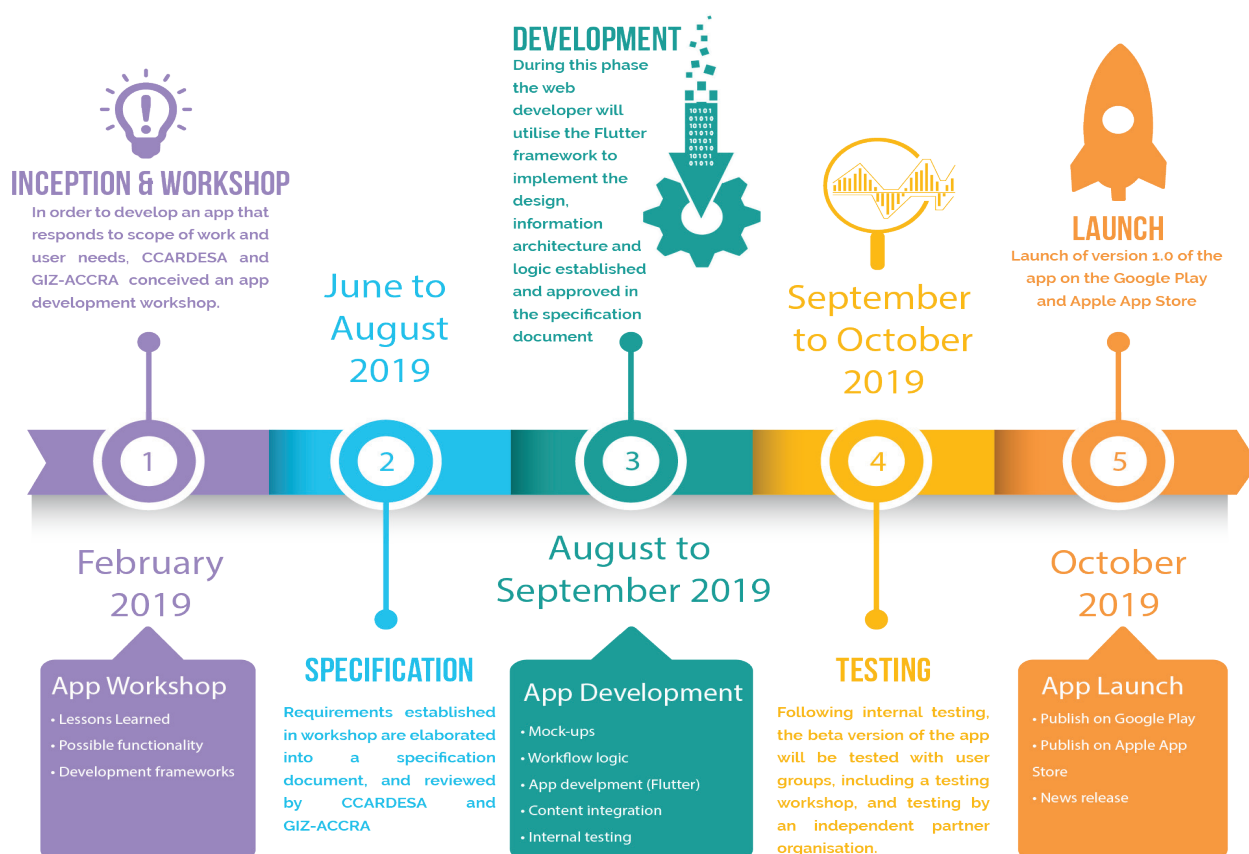 INCEPTION & WORKSHOP
In order to develop an app that
responds to scope of work and
user needs, CCARDESA and
GIZ-ACCRA conceived an app
development workshop.
1
February
2019
App Workshop
• Lessons Learned
• Possible functionality
• Development frameworks
June to
August
2019
2
SPECIFICATION
Requirements established
in workshop are elaborated
into a specification
document, and reviewed
by CCARDESA and
GIZ-ACCRA
DEVELOPMENT
During this phase
the web
developer will
utilise the Flutter
framework to
implement the
design,
information
architecture and
logic established
and approved in
the specification
document
10101
01010
10101
01010
10101
01010
10101
01010
3
August to
September 2019
App Development
• Mock-ups
• Workflow logic
• App develpment (Flutter)
• Content integration
• Internal testing
September
to October
2019
4
TESTING
Following internal testing,
the beta version of the app
will be tested with user
groups, including a testing
workshop, and testing by
an independent partner
organisation.
LAUNCH
Launch of version 1.0 of the
app on the Google Play
and Apple App Store
5
October
2019
App Launch
• Publish on Google Play
• Publish on Apple App
Store
• News release